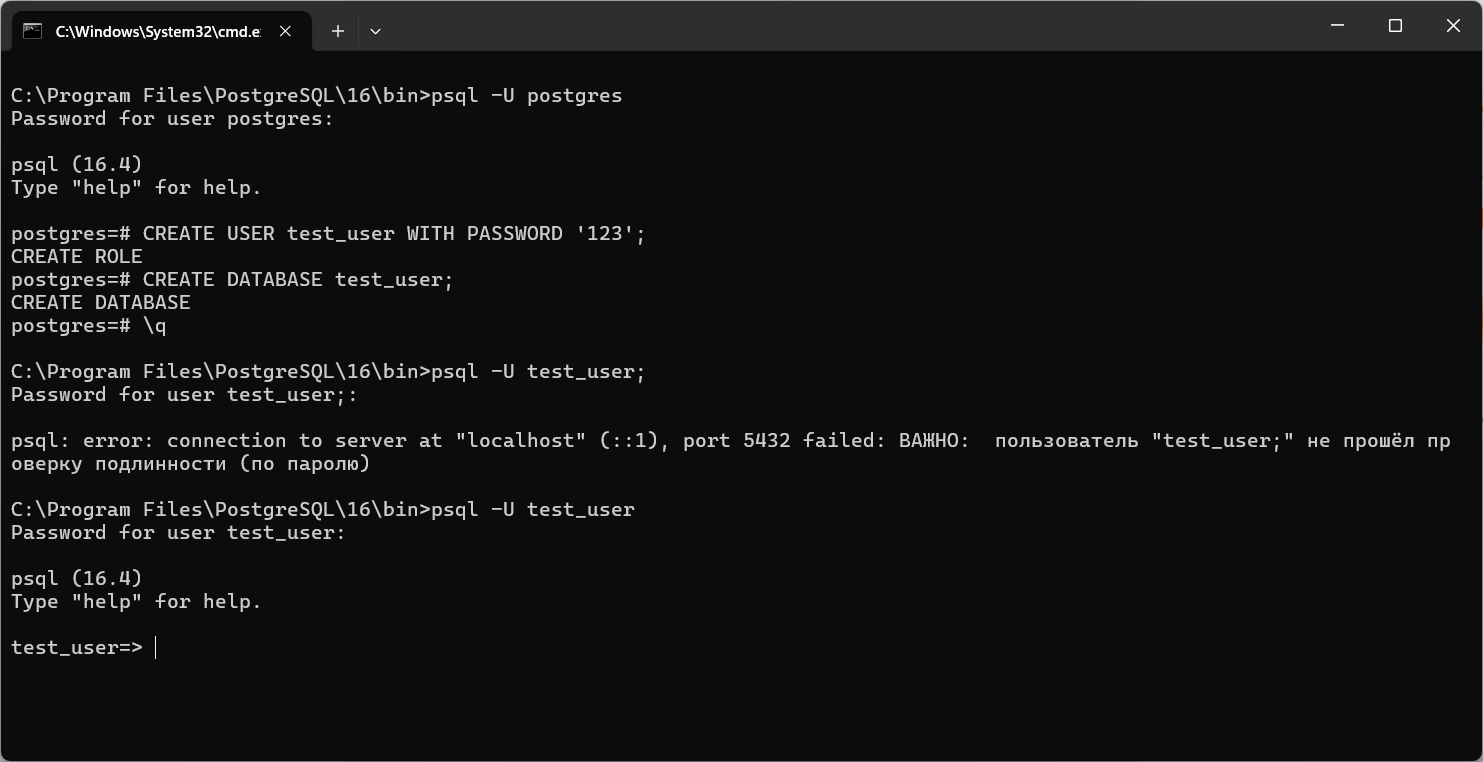 C:\Windows\System32\cmd.e
C:\Program Files\PostgreSQL\16\bin>psql -U postgres
Password for user postgres:
psql (16.4)
Type "help" for help.
postgres=# CREATE USER test_user WITH PASSWORD '123';
CREATE ROLE
postgres=# CREATE DATABASE test_user;
CREATE DATABASE
postgres=# \q
C:\Program Files\PostgreSQL\16\bin>psql -U test_user;
Password for user test_user;:
psql: error: connection to server at "localhost" (::1), port 5432 failed: ВАЖНО:  пользователь "test_user;" не прошёл пр
оверку подлинности (по паролю)
C:\Program Files\PostgreSQL\16\bin>psql -U test_user
Password for user test_user:
psql (16.4)
Type "help" for help.
test_user=>